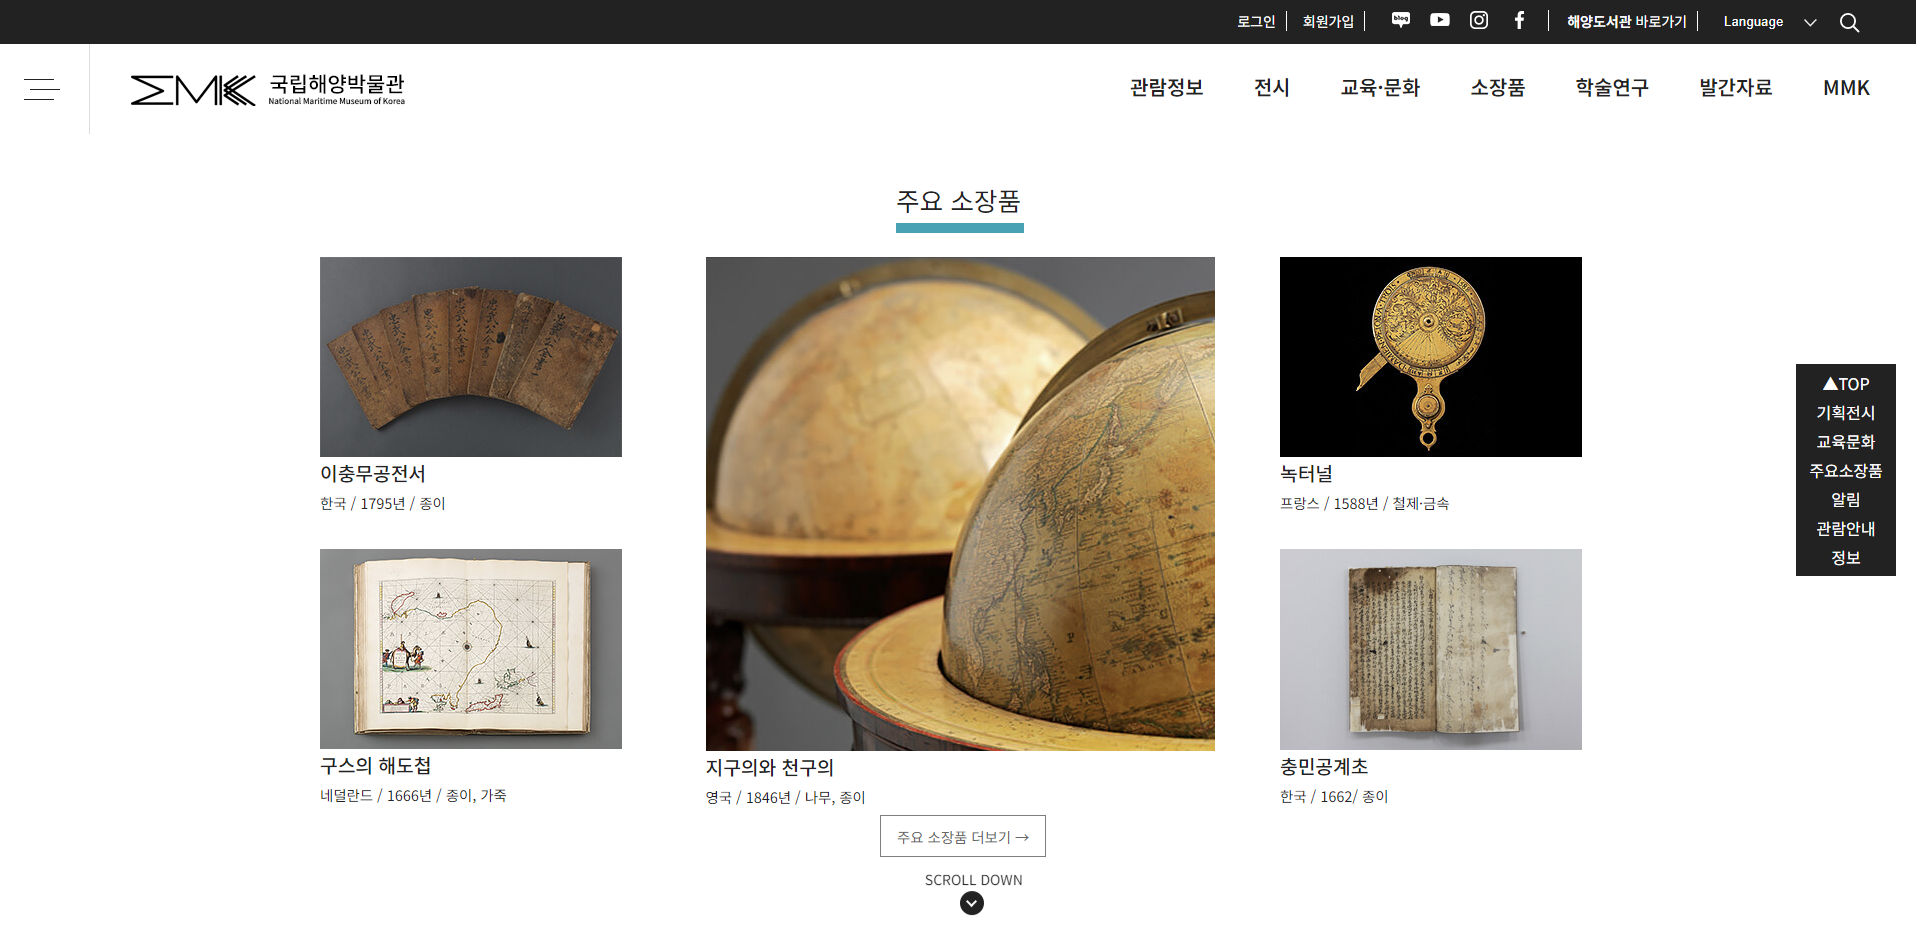 로그인
회원가입
blog
해양도서관 바로가기
Language
국립해양박물관
National Maritime Museum of Korea
관람정보
전시
교육·문화
소장품
학술연구
발간자료
MMK
주요 소장품
이충무공전서
한국 / 1795년 / 종이
구스의 해도첩
네덜란드 / 1666년 / 종이, 가죽
지구의와 천구의
영국 / 1846년 / 나무, 종이
녹터널
프랑스 / 1588년 / 철제·금속
충민공계초
한국 / 1662/ 종이
주요 소장품 더보기 →
SCROLL DOWN
▲TOP
기획전시
교육문화
주요소장품
알림
관람안내
정보